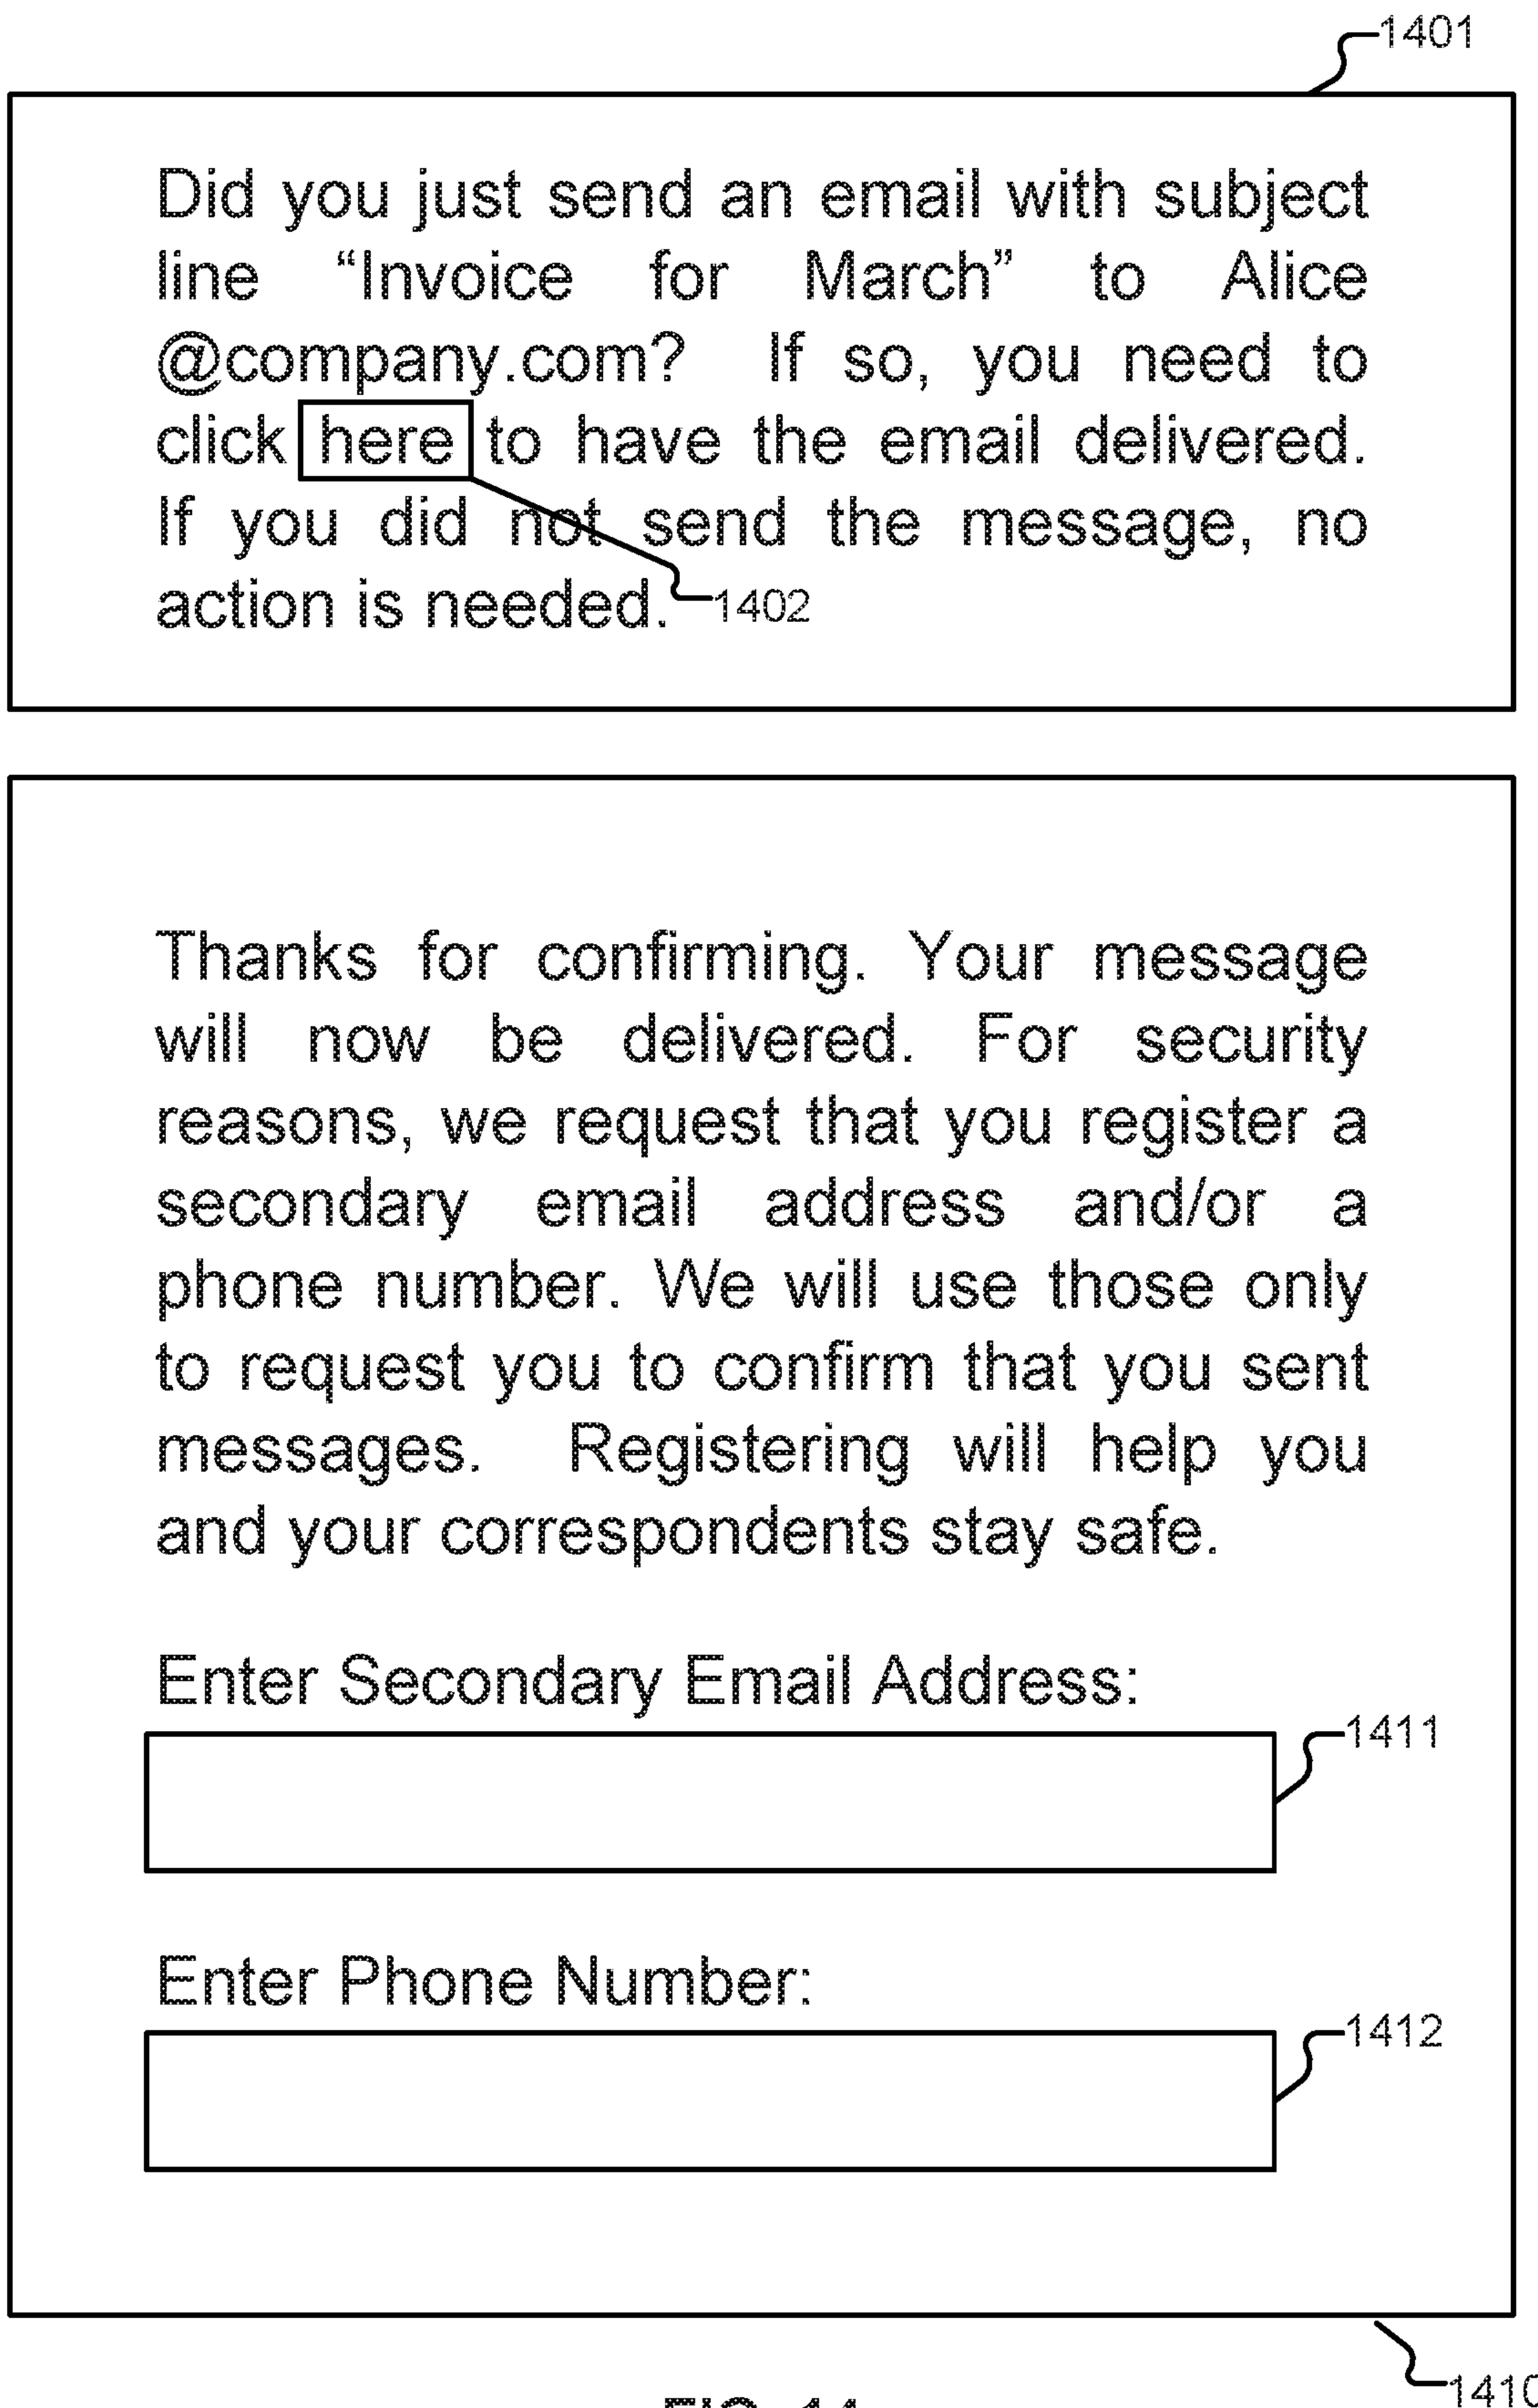 1401
Did you just send an email with subject
line “Invoice for March” to Alice
@company.com? If so, you need to
click here to have the email delivered.
If you did not send the message, no
action is needed.
1402
Thanks for confirming. Your message
will now be delivered. For security
reasons, we request that you register a
secondary email address and/or a
phone number. We will use those only
to request you to confirm that you sent
messages. Registering will help you
and your correspondents stay safe.
Enter Secondary Email Address:
1411
Enter Phone Number:
1412
1410